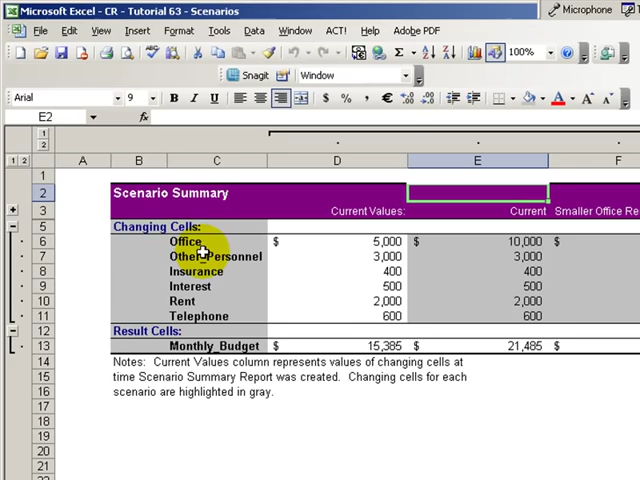 Microsoft Excel - CR - Tutorial 63 - Scenarios
Microphone
File Edit View Insert Format Tools Data Window ACT! Help Adobe PDF
Σ 100%
Snagit Window
Arial 9 B I U $ % , €
E2 fx
1
2
1 2 A B C D E F
1
2 Scenario Summary
3 Current Values: Current Smaller Office Re
5 Changing Cells:
6 Office $ 5,000 $ 10,000 $
7 Other_Personnel 3,000 3,000
8 Insurance 400 400
9 Interest 500 500
10 Rent 2,000 2,000
11 Telephone 600 600
12 Result Cells:
13 Monthly_Budget $ 15,385 $ 21,485 $
14 Notes: Current Values column represents values of changing cells at
15 time Scenario Summary Report was created. Changing cells for each
16 scenario are highlighted in gray.
17
18
19
20
21